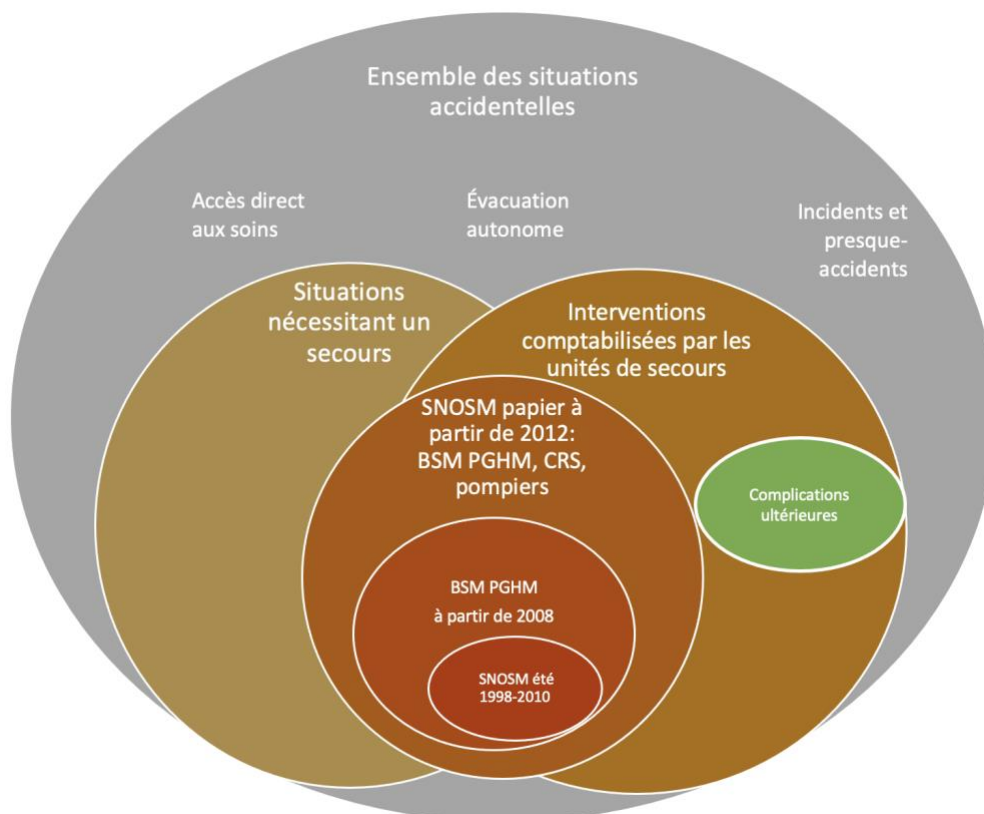 Ensemble des situations
accidentelles
Accès direct
aux soins
Évacuation
autonome
Incidents et
presque-
accidents
Situations
nécessitant un
secours
Interventions
comptabilisées par les
unités de secours
SNOSM papier à
partir de 2012:
BSM PGHM, CRS,
pompiers
Complications
ultérieures
BSM PGHM
à partir de 2008
SNOSM été
1998-2010